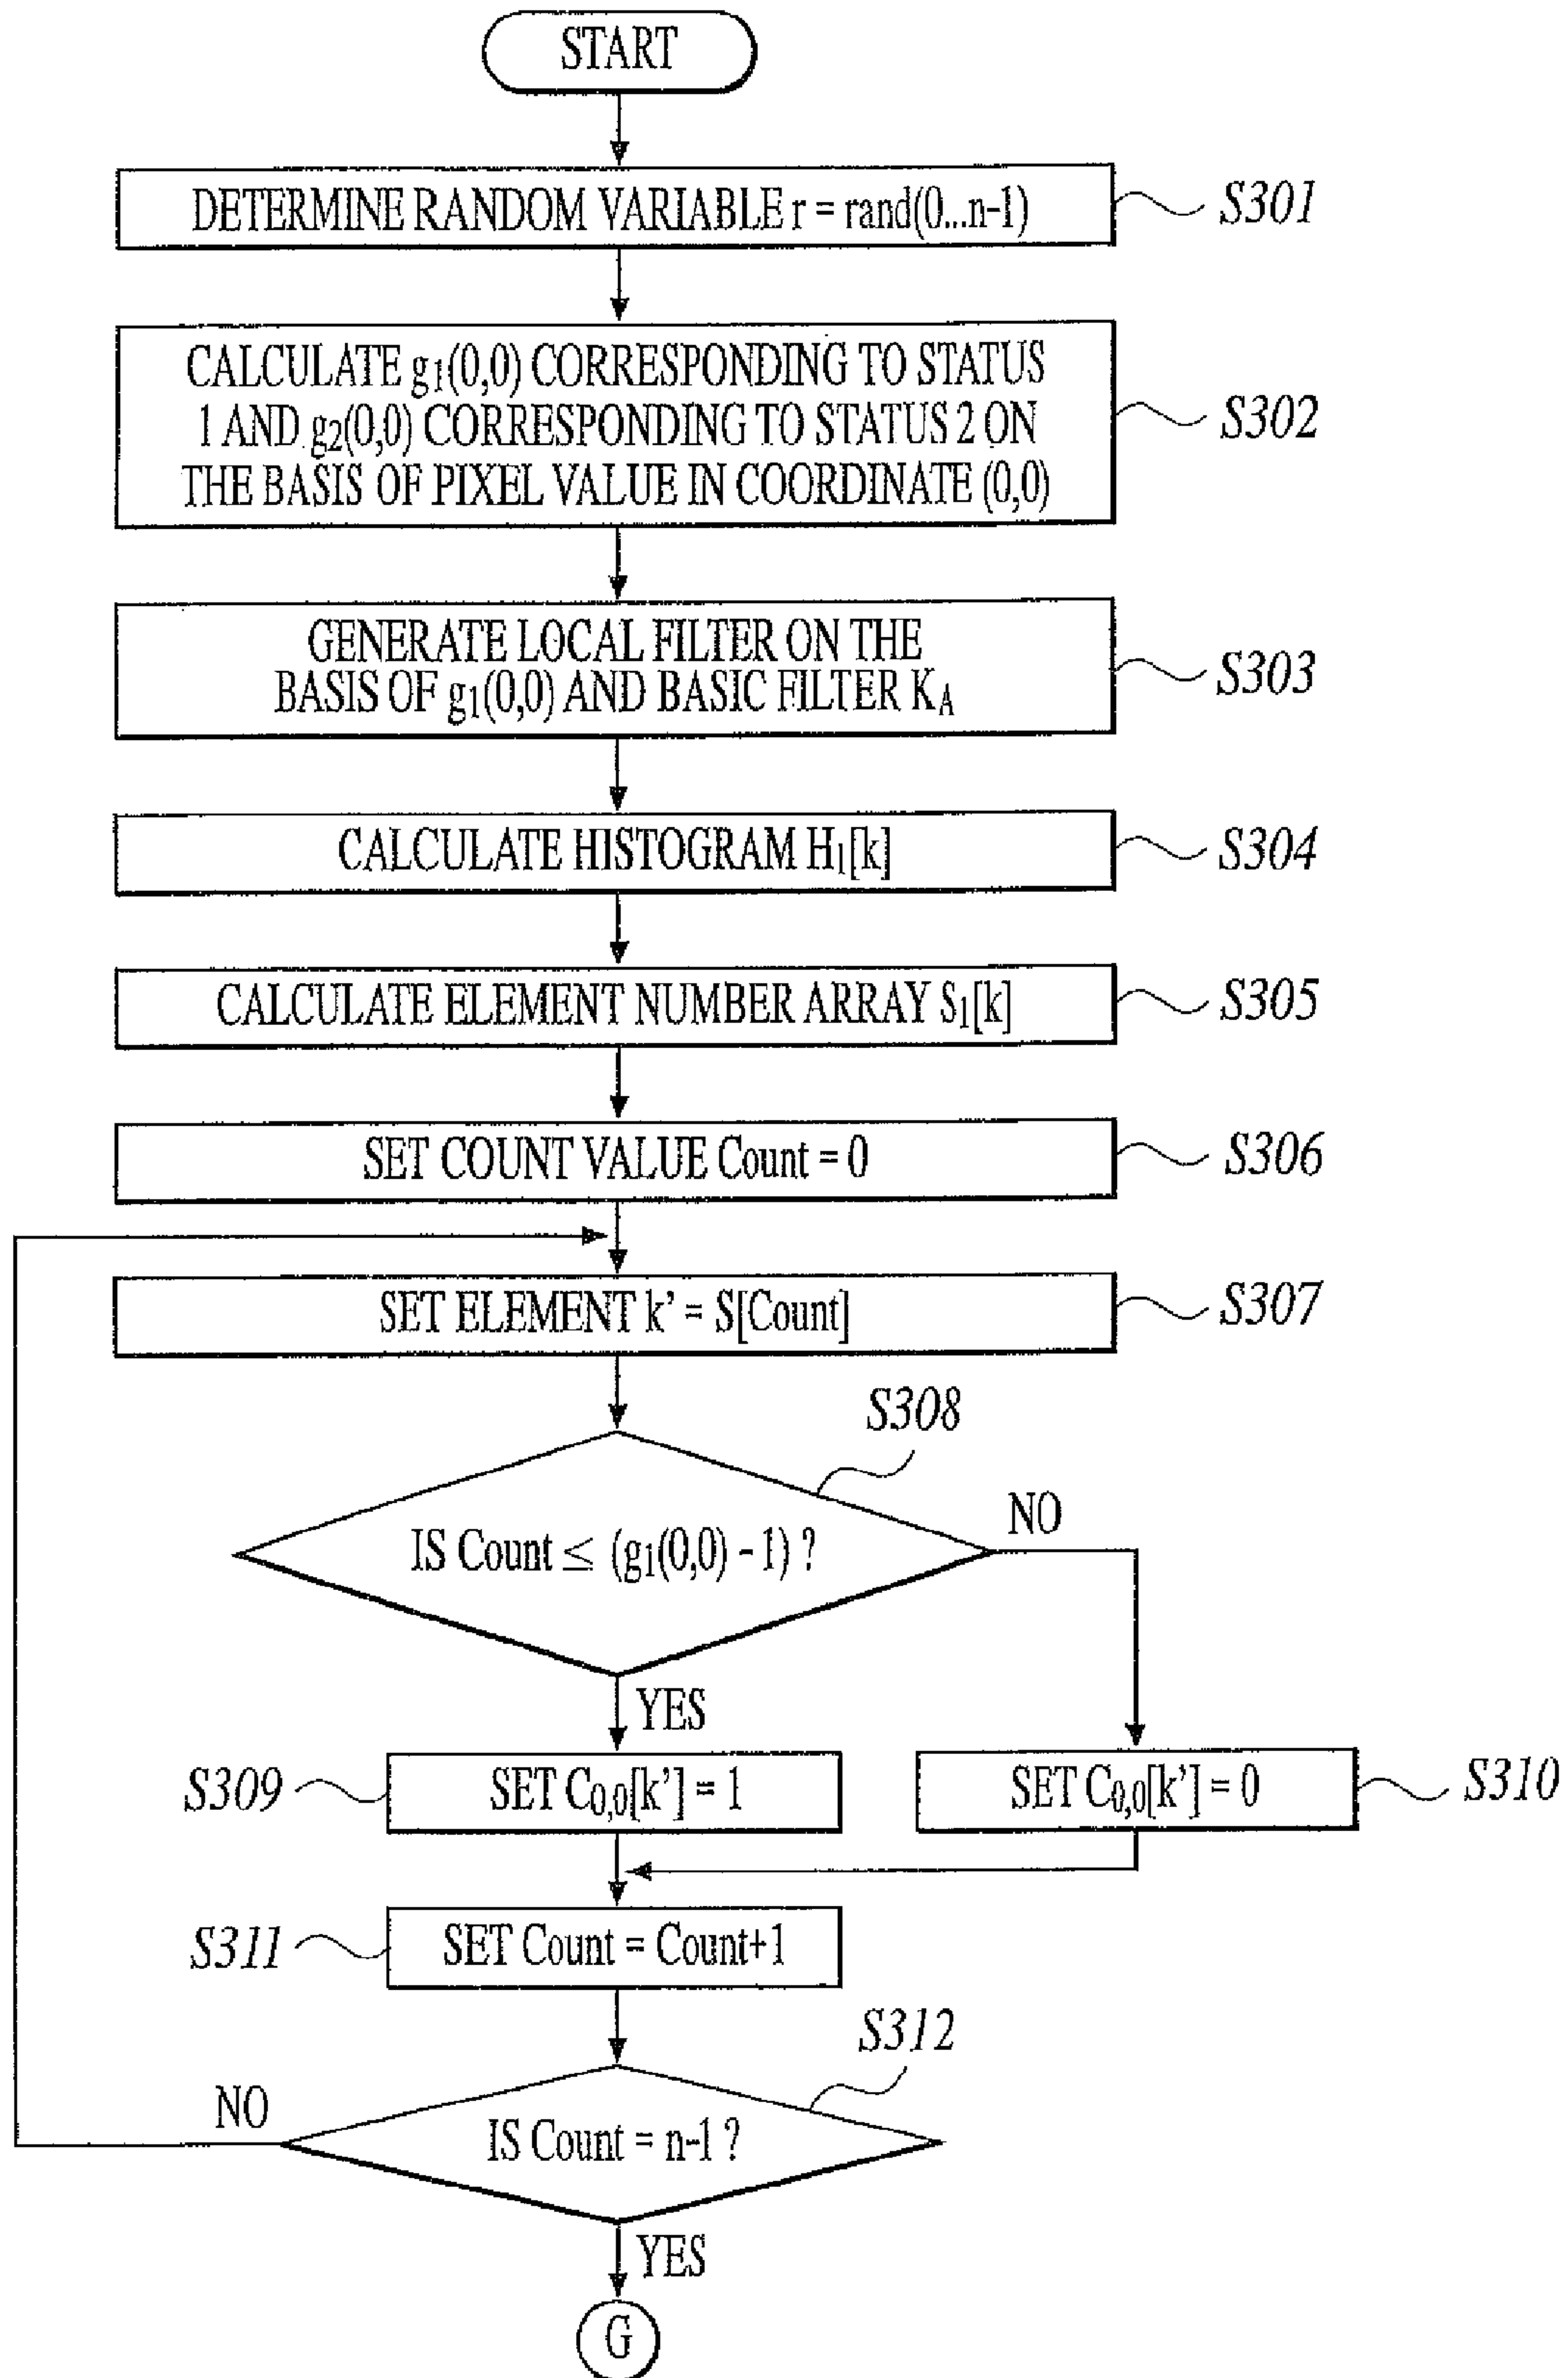 START
DETERMINE RANDOM VARIABLE r = rand(0...n-1)
S301
CALCULATE g₁(0,0) CORRESPONDING TO STATUS
1 AND g₂(0,0) CORRESPONDING TO STATUS 2 ON
THE BASIS OF PIXEL VALUE IN COORDINATE (0,0)
S302
GENERATE LOCAL FILTER ON THE
BASIS OF g₁(0,0) AND BASIC FILTER K_A
S303
CALCULATE HISTOGRAM H₁[k]
S304
CALCULATE ELEMENT NUMBER ARRAY S₁[k]
S305
SET COUNT VALUE Count = 0
S306
SET ELEMENT k' = S[Count]
S307
S308
IS Count ≤ (g₁(0,0) - 1) ?
NO
YES
S309
SET C₀,₀[k'] = 1
SET C₀,₀[k'] = 0
S310
S311
SET Count = Count+1
S312
NO
IS Count = n-1 ?
YES
G